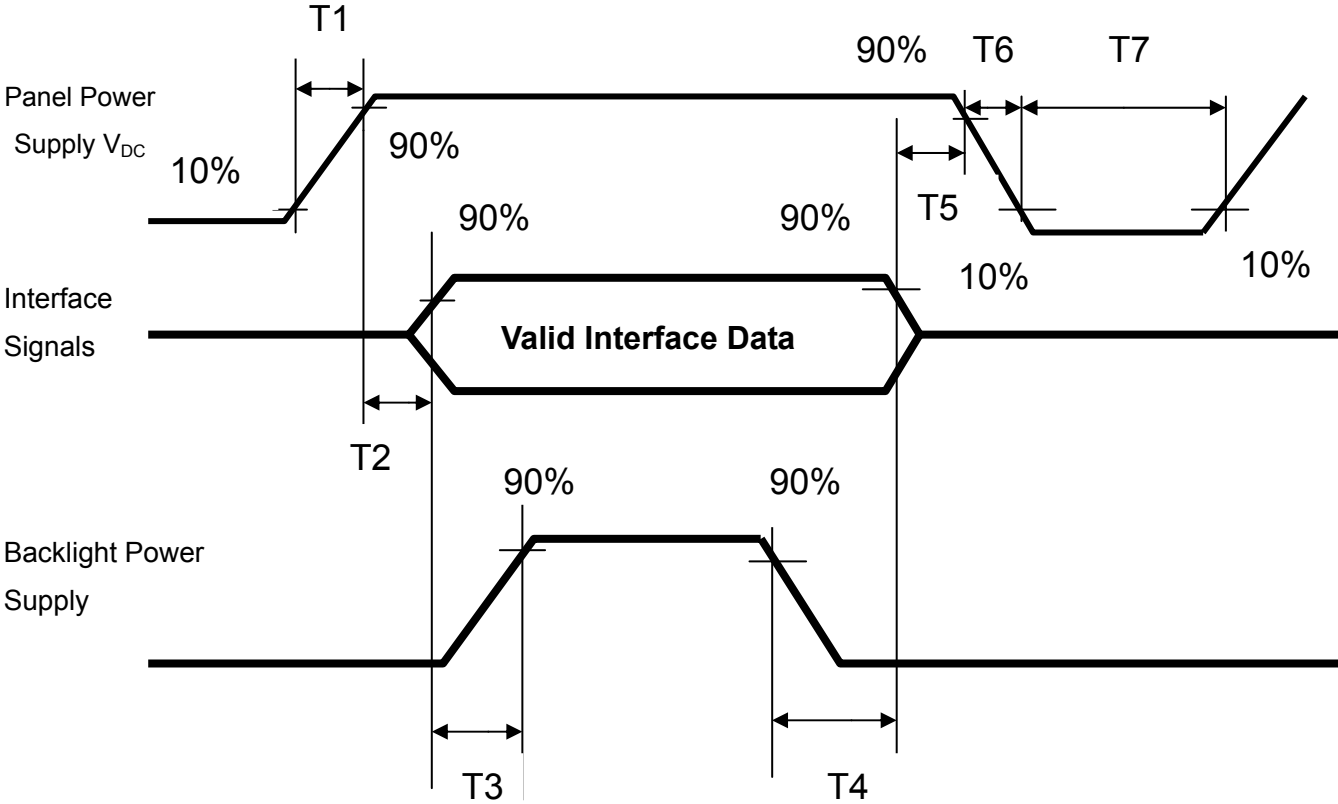 T1
90%
T6
T7
Panel Power
Supply V_DC
10%
90%
T5
90%
90%
10%
10%
Interface
Signals
Valid Interface Data
T2
90%
90%
Backlight Power
Supply
T3
T4